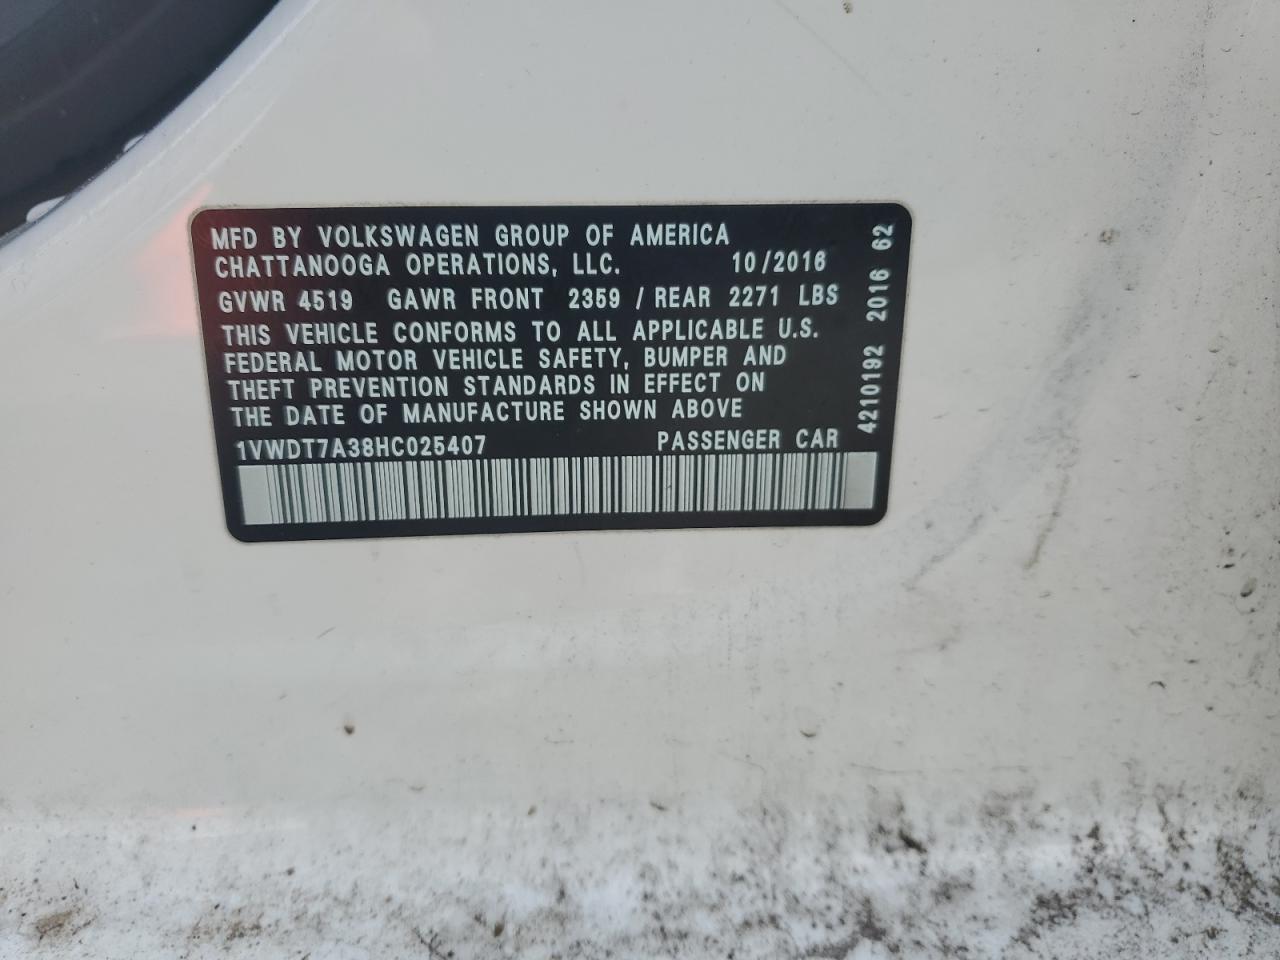 MFD BY VOLKSWAGEN GROUP OF AMERICA
CHATTANOOGA OPERATIONS, LLC. 10/2016
GVWR 4519 GAWR FRONT 2359 / REAR 2271 LBS
THIS VEHICLE CONFORMS TO ALL APPLICABLE U.S.
FEDERAL MOTOR VEHICLE SAFETY, BUMPER AND
THEFT PREVENTION STANDARDS IN EFFECT ON
THE DATE OF MANUFACTURE SHOWN ABOVE
1VWDT7A38HC025407 PASSENGER CAR
4210192 2016 62